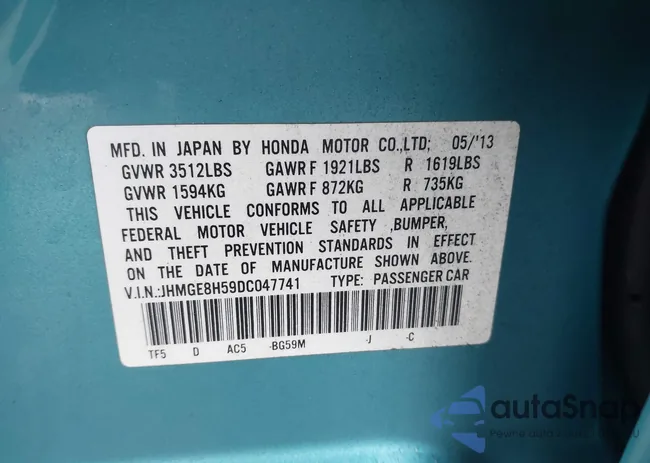 MFD. IN JAPAN BY HONDA MOTOR CO.,LTD; 05/'13
GVWR 3512LBS GAWR F 1921LBS R 1619LBS
GVWR 1594KG GAWR F 872KG R 735KG
THIS VEHICLE CONFORMS TO ALL APPLICABLE
FEDERAL MOTOR VEHICLE SAFETY ,BUMPER,
AND THEFT PREVENTION STANDARDS IN EFFECT
ON THE DATE OF MANUFACTURE SHOWN ABOVE.
V.I.N.:JHMGE8H59DC047741 TYPE: PASSENGER CAR
TF5 D AC5 -BG59M -J -C
autoSnap
Pewne auto